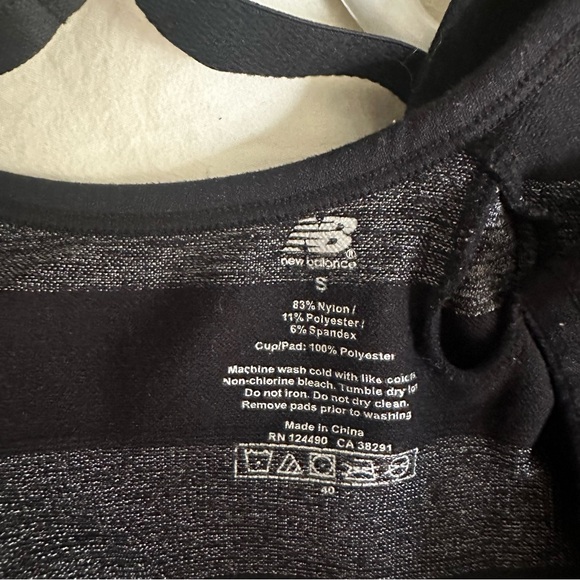 NB
new balance
S
83% Nylon /
11% Polyester /
6% Spandex
Cup/Pad: 100% Polyester
Machine wash cold with like colors
Non-chlorine bleach. Tumble dry low
Do not iron. Do not dry clean.
Remove pads prior to washing
Made in China
RN 124490 CA 38291
40